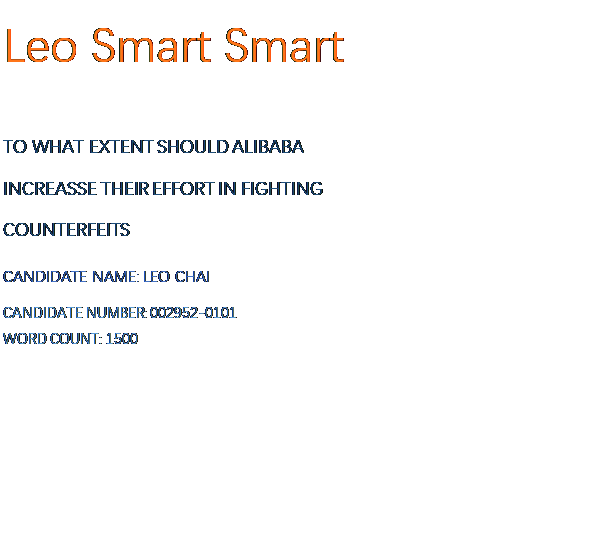 Leo Smart Smart
TO WHAT EXTENT SHOULD ALIBABA
INCREASSE THEIR EFFORT IN FIGHTING
COUNTERFEITS
CANDIDATE NAME: LEO CHAI
CANDIDATE NUMBER: 002952-0101
WORD COUNT: 1500